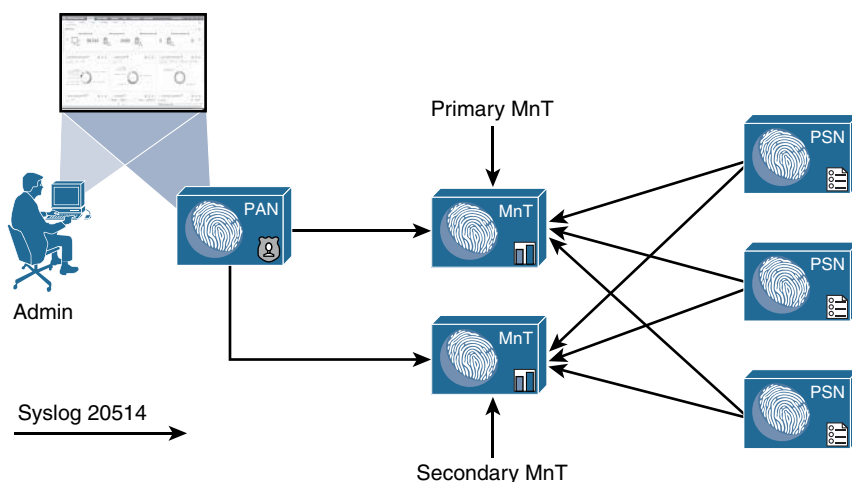 Primary MnT
PSN
PAN
MnT
PSN
Admin
MnT
PSN
Syslog 20514
Secondary MnT